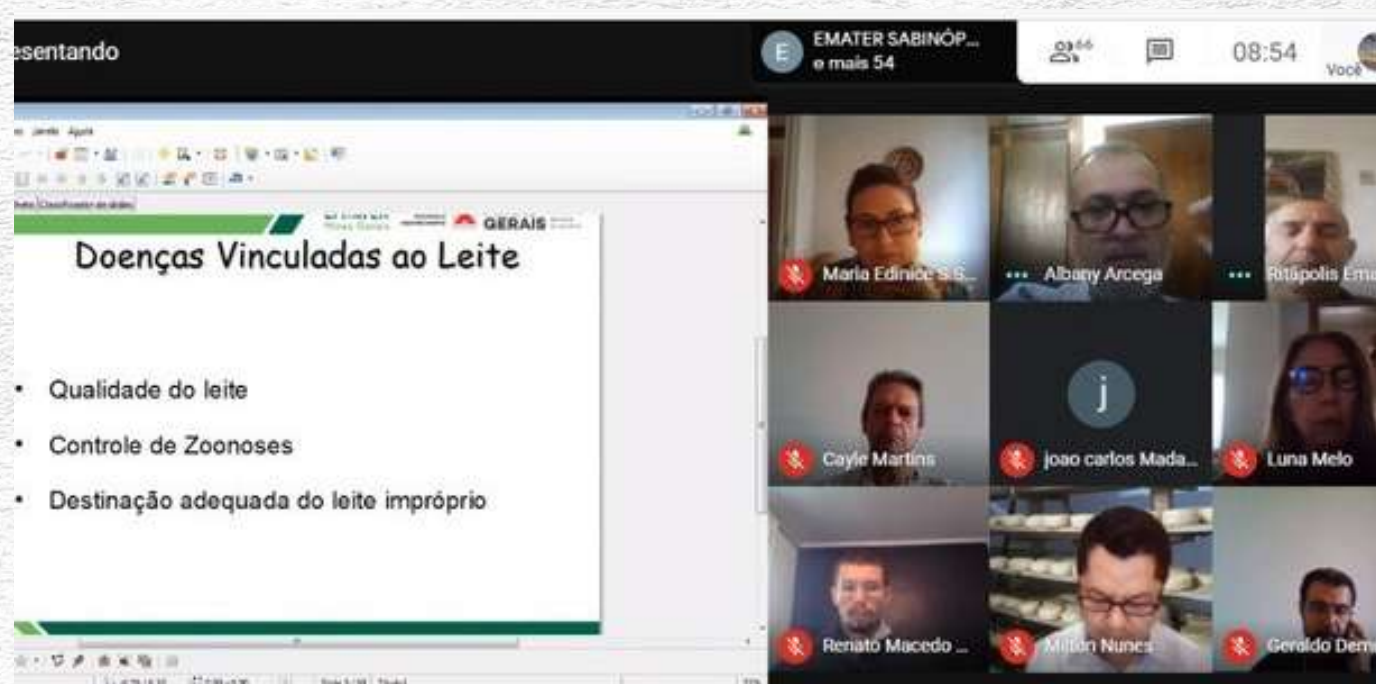 esentando
E
EMATER SABINÓP...
e mais 54
66
08:54
Você
Ajuda
GERAIS
Doenças Vinculadas ao Leite
• Qualidade do leite
• Controle de Zoonoses
• Destinação adequada do leite impróprio
Maria Edinice S S...
Albany Arcega
Ritápolis Ema
Cayle Martins
j
joao carlos Mada...
Luna Melo
Renato Macedo ...
Milton Nunes
Geraldo Dem